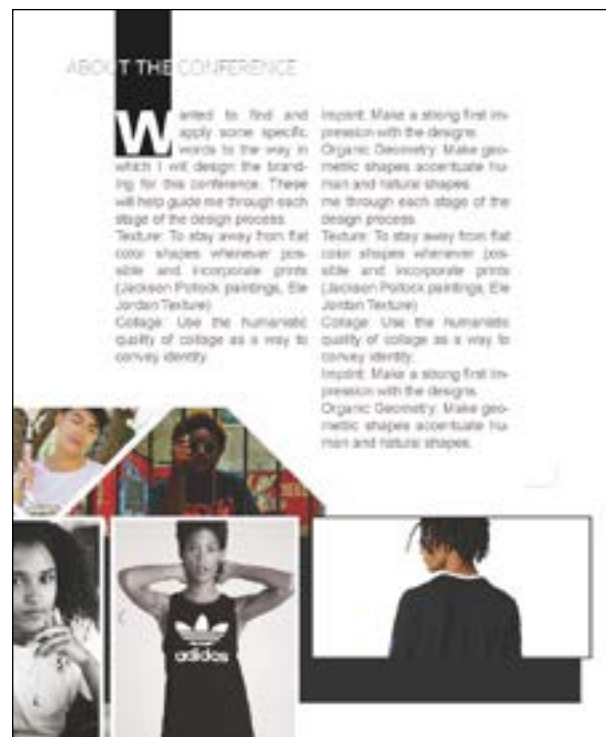 ABOUT THE CONFERENCE
Wanted to find and
apply some specific
words to the way in
which I will design the brand-
ing for this conference. These
will help guide me through each
stage of the design process.
Texture: To stay away from flat
color shapes whenever pos-
sible and incorporate prints
(Jackson Pollock paintings, Ele
Jordan Texture)
Collage: Use the humanistic
quality of collage as a way to
convey identity.
Imprint: Make a strong first im-
pression with the designs.
Organic Geometry: Make geo-
metric shapes accentuate hu-
man and natural shapes.
me through each stage of the
design process.
Texture: To stay away from flat
color shapes whenever pos-
sible and incorporate prints
(Jackson Pollock paintings, Ele
Jordan Texture)
Collage: Use the humanistic
quality of collage as a way to
convey identity.
Imprint: Make a strong first im-
pression with the designs.
Organic Geometry: Make geo-
metric shapes accentuate hu-
man and natural shapes.
adidas